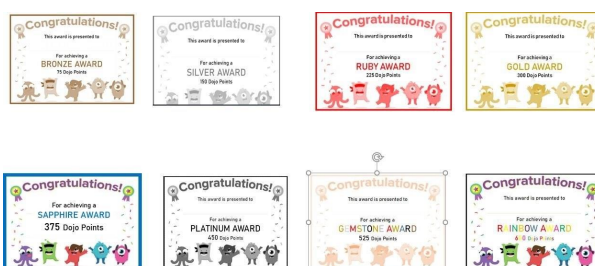 Congratulations!
This award is presented to
For achieving a
BRONZE AWARD
75 Dojo Points
Congratulations!
This award is presented to
For achieving a
SILVER AWARD
150 Dojo Points
Congratulations!
This award is presented to
For achieving a
RUBY AWARD
225 Dojo Points
Congratulations!
This award is presented to
For achieving a
GOLD AWARD
300 Dojo Points
Congratulations!
For achieving a
SAPPHIRE AWARD
375 Dojo Points
Congratulations!
This award is presented to
For achieving a
PLATINUM AWARD
450 Dojo Points
Congratulations!
This award is presented to
For achieving a
GEMSTONE AWARD
525 Dojo Points
Congratulations!
This award is presented to
For achieving a
RAINBOW AWARD
Dojo Points